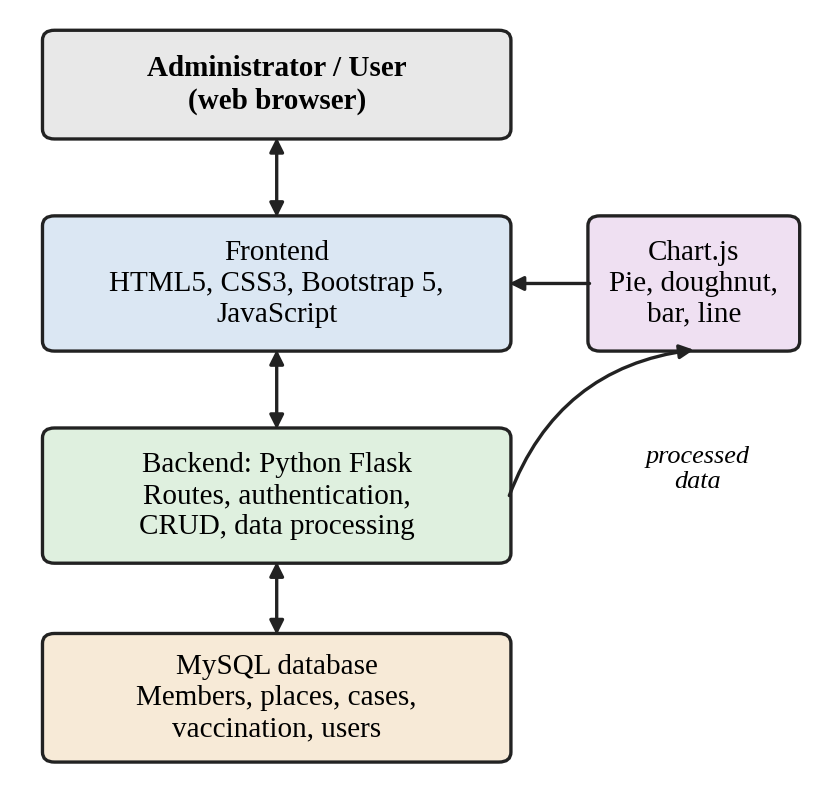 Administrator / User
(web browser)
Frontend
HTML5, CSS3, Bootstrap 5,
JavaScript
Chart.js
Pie, doughnut,
bar, line
Backend: Python Flask
Routes, authentication,
CRUD, data processing
processed
data
MySQL database
Members, places, cases,
vaccination, users